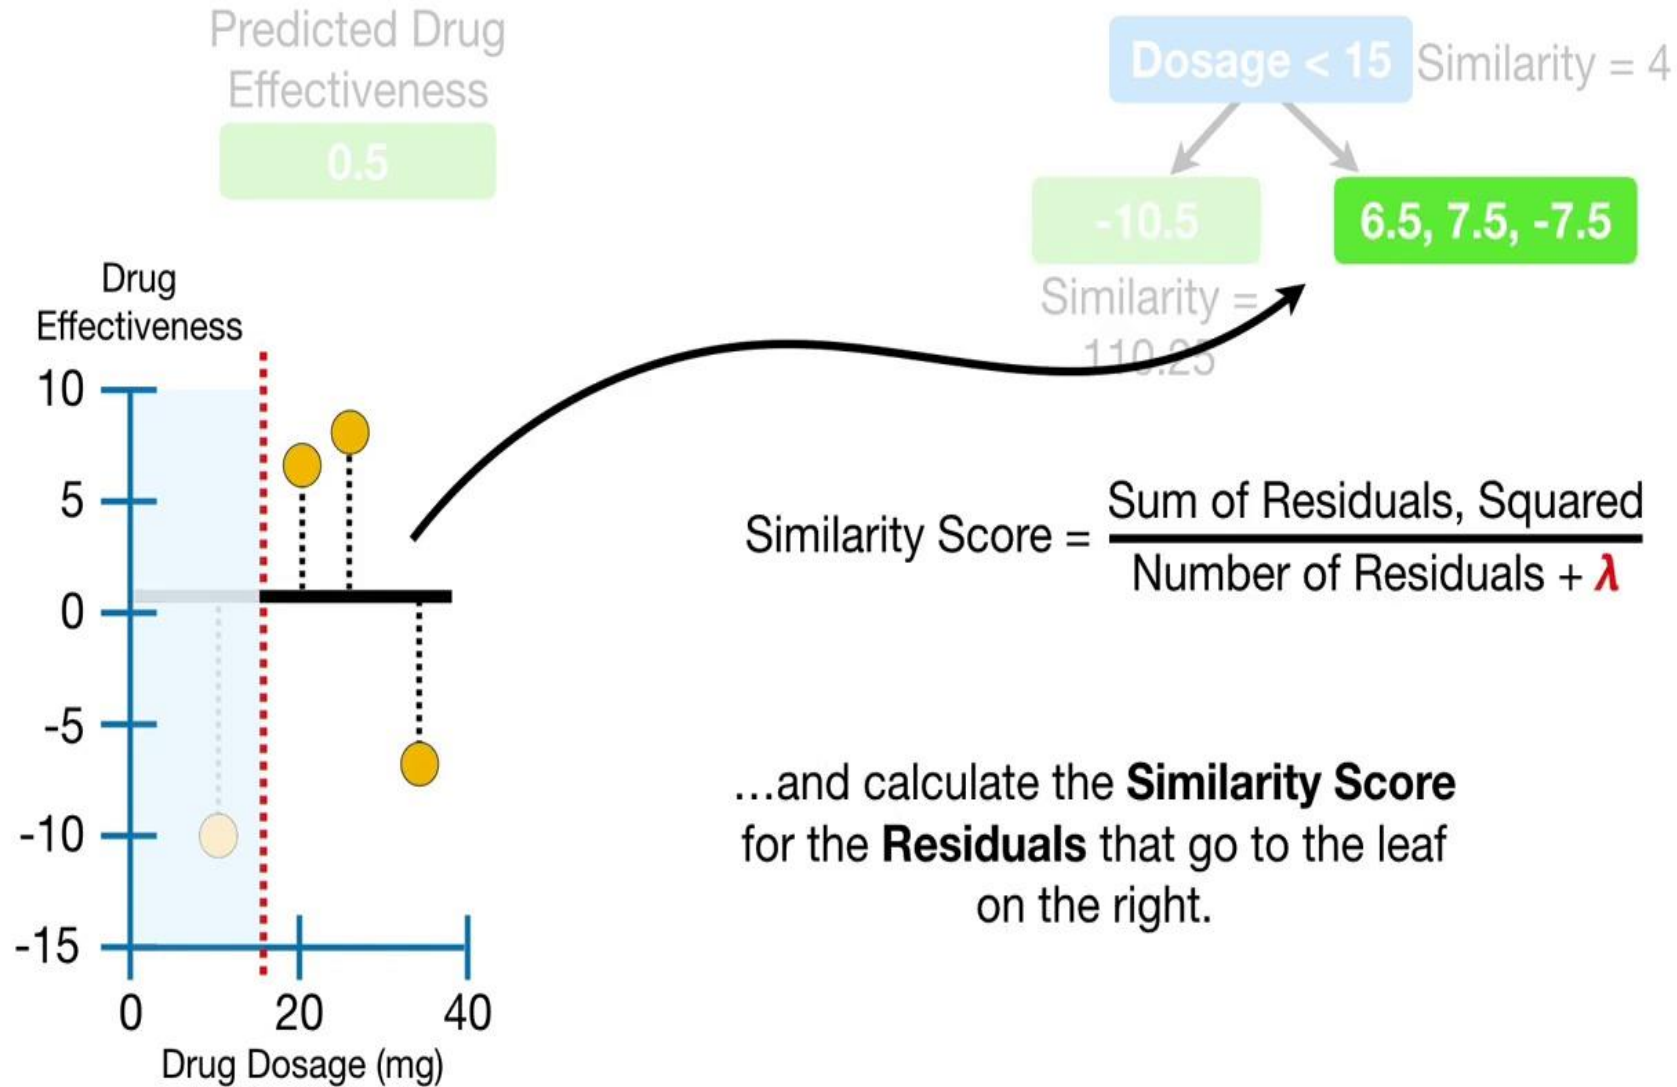 Predicted Drug
Effectiveness
0.5
Dosage < 15
Similarity = 4
-10.5
6.5, 7.5, -7.5
Similarity =
110.25
Drug
Effectiveness
10
5
0
-5
-10
-15
0
20
40
Drug Dosage (mg)
Similarity Score =
Sum of Residuals, Squared
Number of Residuals + λ
...and calculate the Similarity Score
for the Residuals that go to the leaf
on the right.